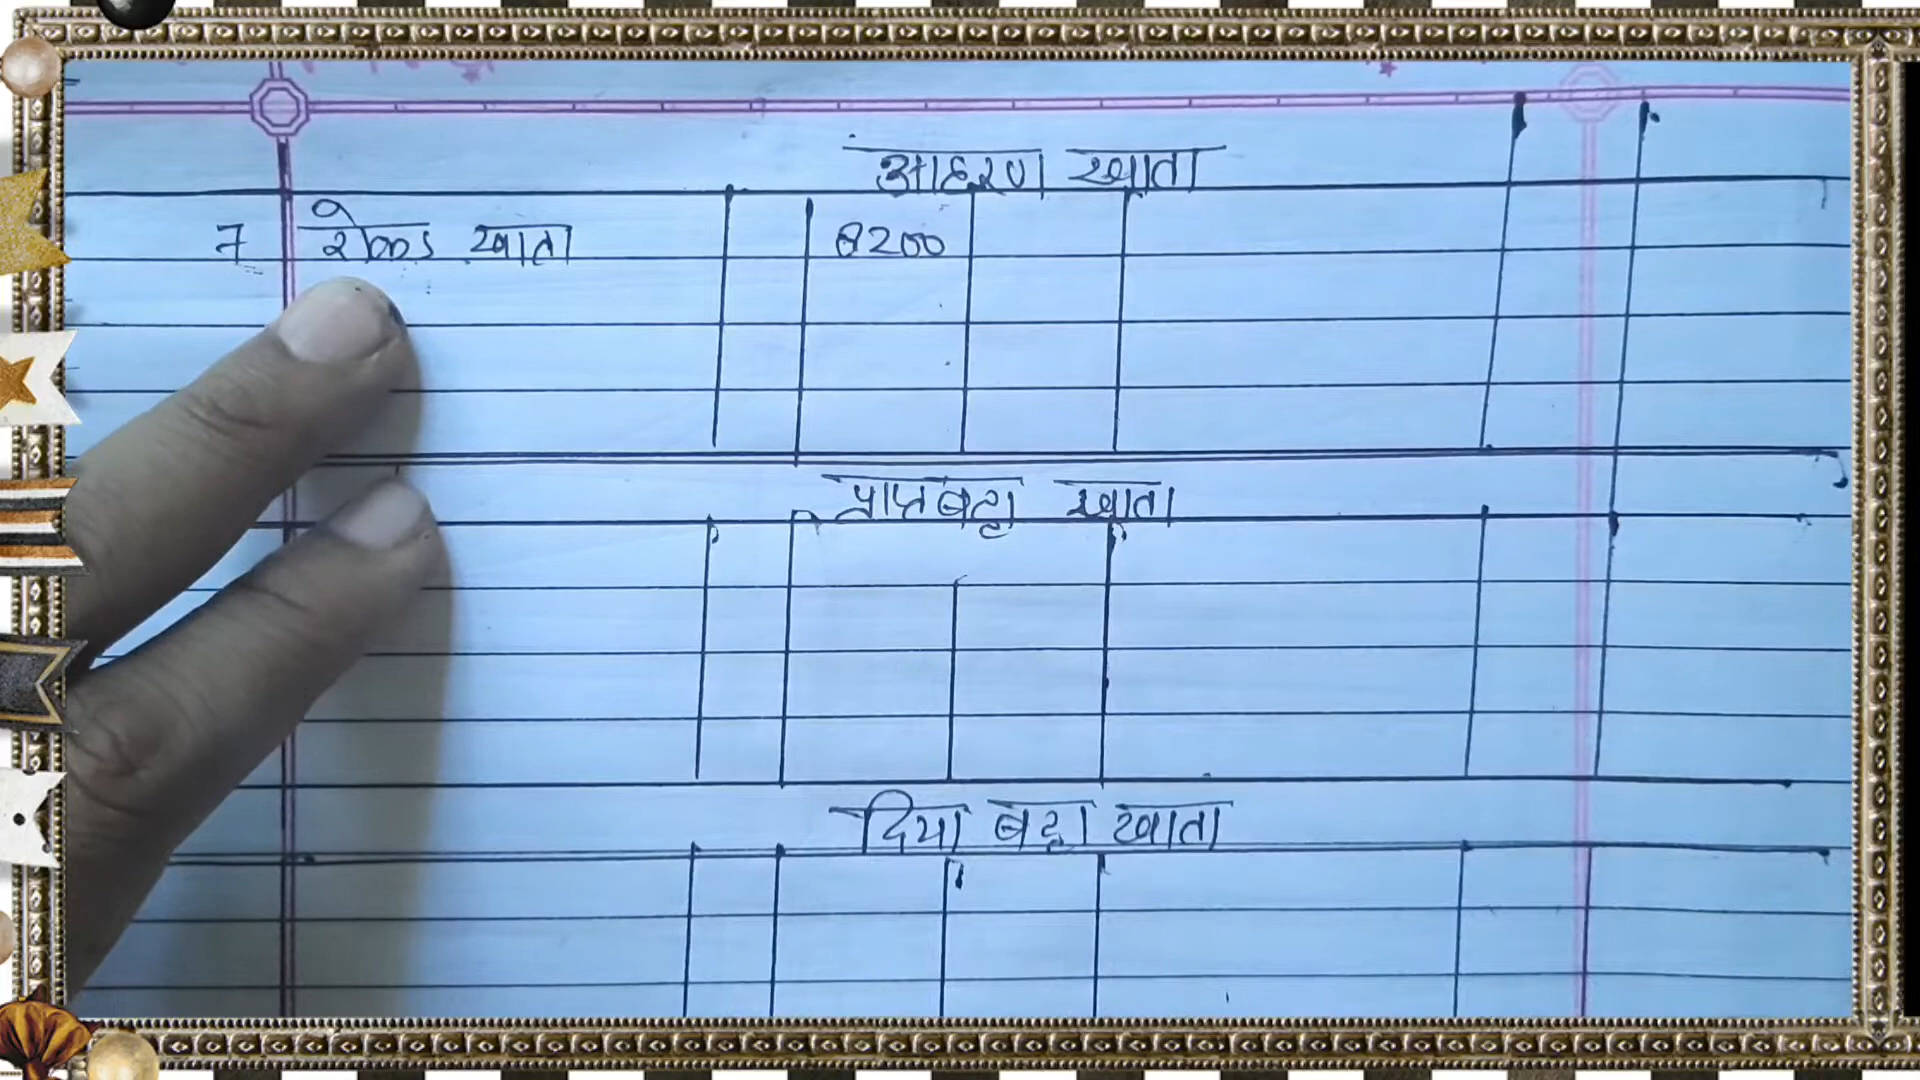 आहरण खाता
7 रोकड खाता 8200
प्राप्त बट्टा खाता
दिया बट्टा खाता